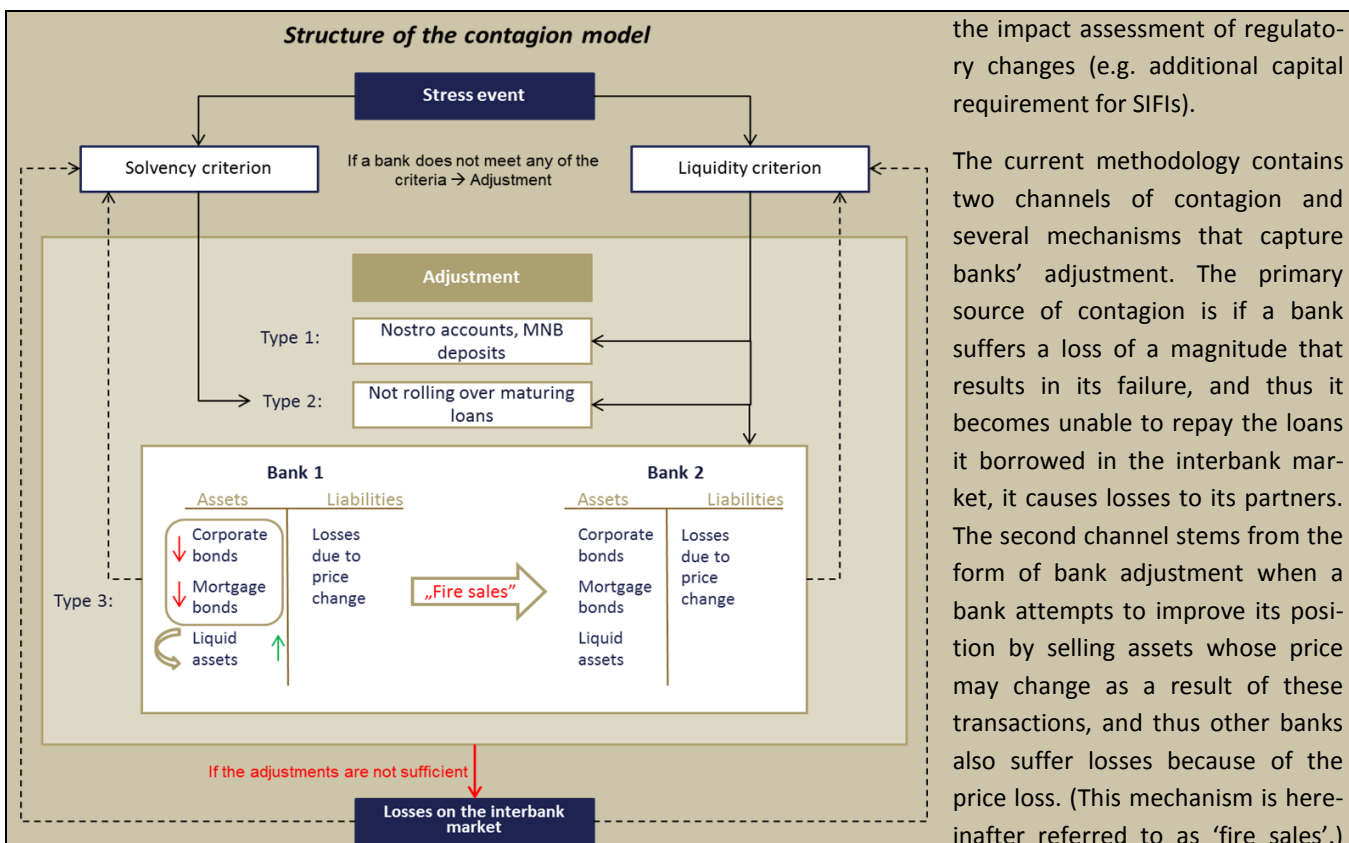 Structure of the contagion model
Stress event
Solvency criterion
If a bank does not meet any of the
criteria → Adjustment
Liquidity criterion
Adjustment
Type 1:
Nostro accounts, MNB
deposits
Type 2:
Not rolling over maturing
loans
Type 3:
Bank 1
Assets
Liabilities
Corporate
bonds
Mortgage
bonds
Liquid
assets
Losses
due to
price
change
„Fire sales”
Bank 2
Assets
Liabilities
Corporate
bonds
Mortgage
bonds
Liquid
assets
Losses
due to
price
change
If the adjustments are not sufficient
Losses on the interbank
market
the impact assessment of regulato-
ry changes (e.g. additional capital
requirement for SIFIs).
The current methodology contains
two channels of contagion and
several mechanisms that capture
banks’ adjustment. The primary
source of contagion is if a bank
suffers a loss of a magnitude that
results in its failure, and thus it
becomes unable to repay the loans
it borrowed in the interbank mar-
ket, it causes losses to its partners.
The second channel stems from the
form of bank adjustment when a
bank attempts to improve its posi-
tion by selling assets whose price
may change as a result of these
transactions, and thus other banks
also suffer losses because of the
price loss. (This mechanism is here-
inafter referred to as ‘fire sales’.)